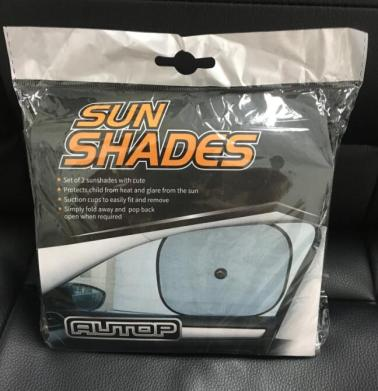 SUN
SHADES
Set of 2 sunshades with cute
Protects child from heat and glare from the sun
Suction cups to easily fit and remove
Simply fold away and pop back
open when required
AUTOP